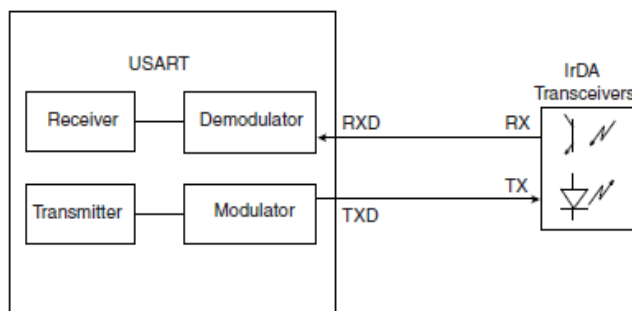 USART
IrDA
Transceivers
Receiver
Demodulator
RXD
RX
Transmitter
Modulator
TXD
TX